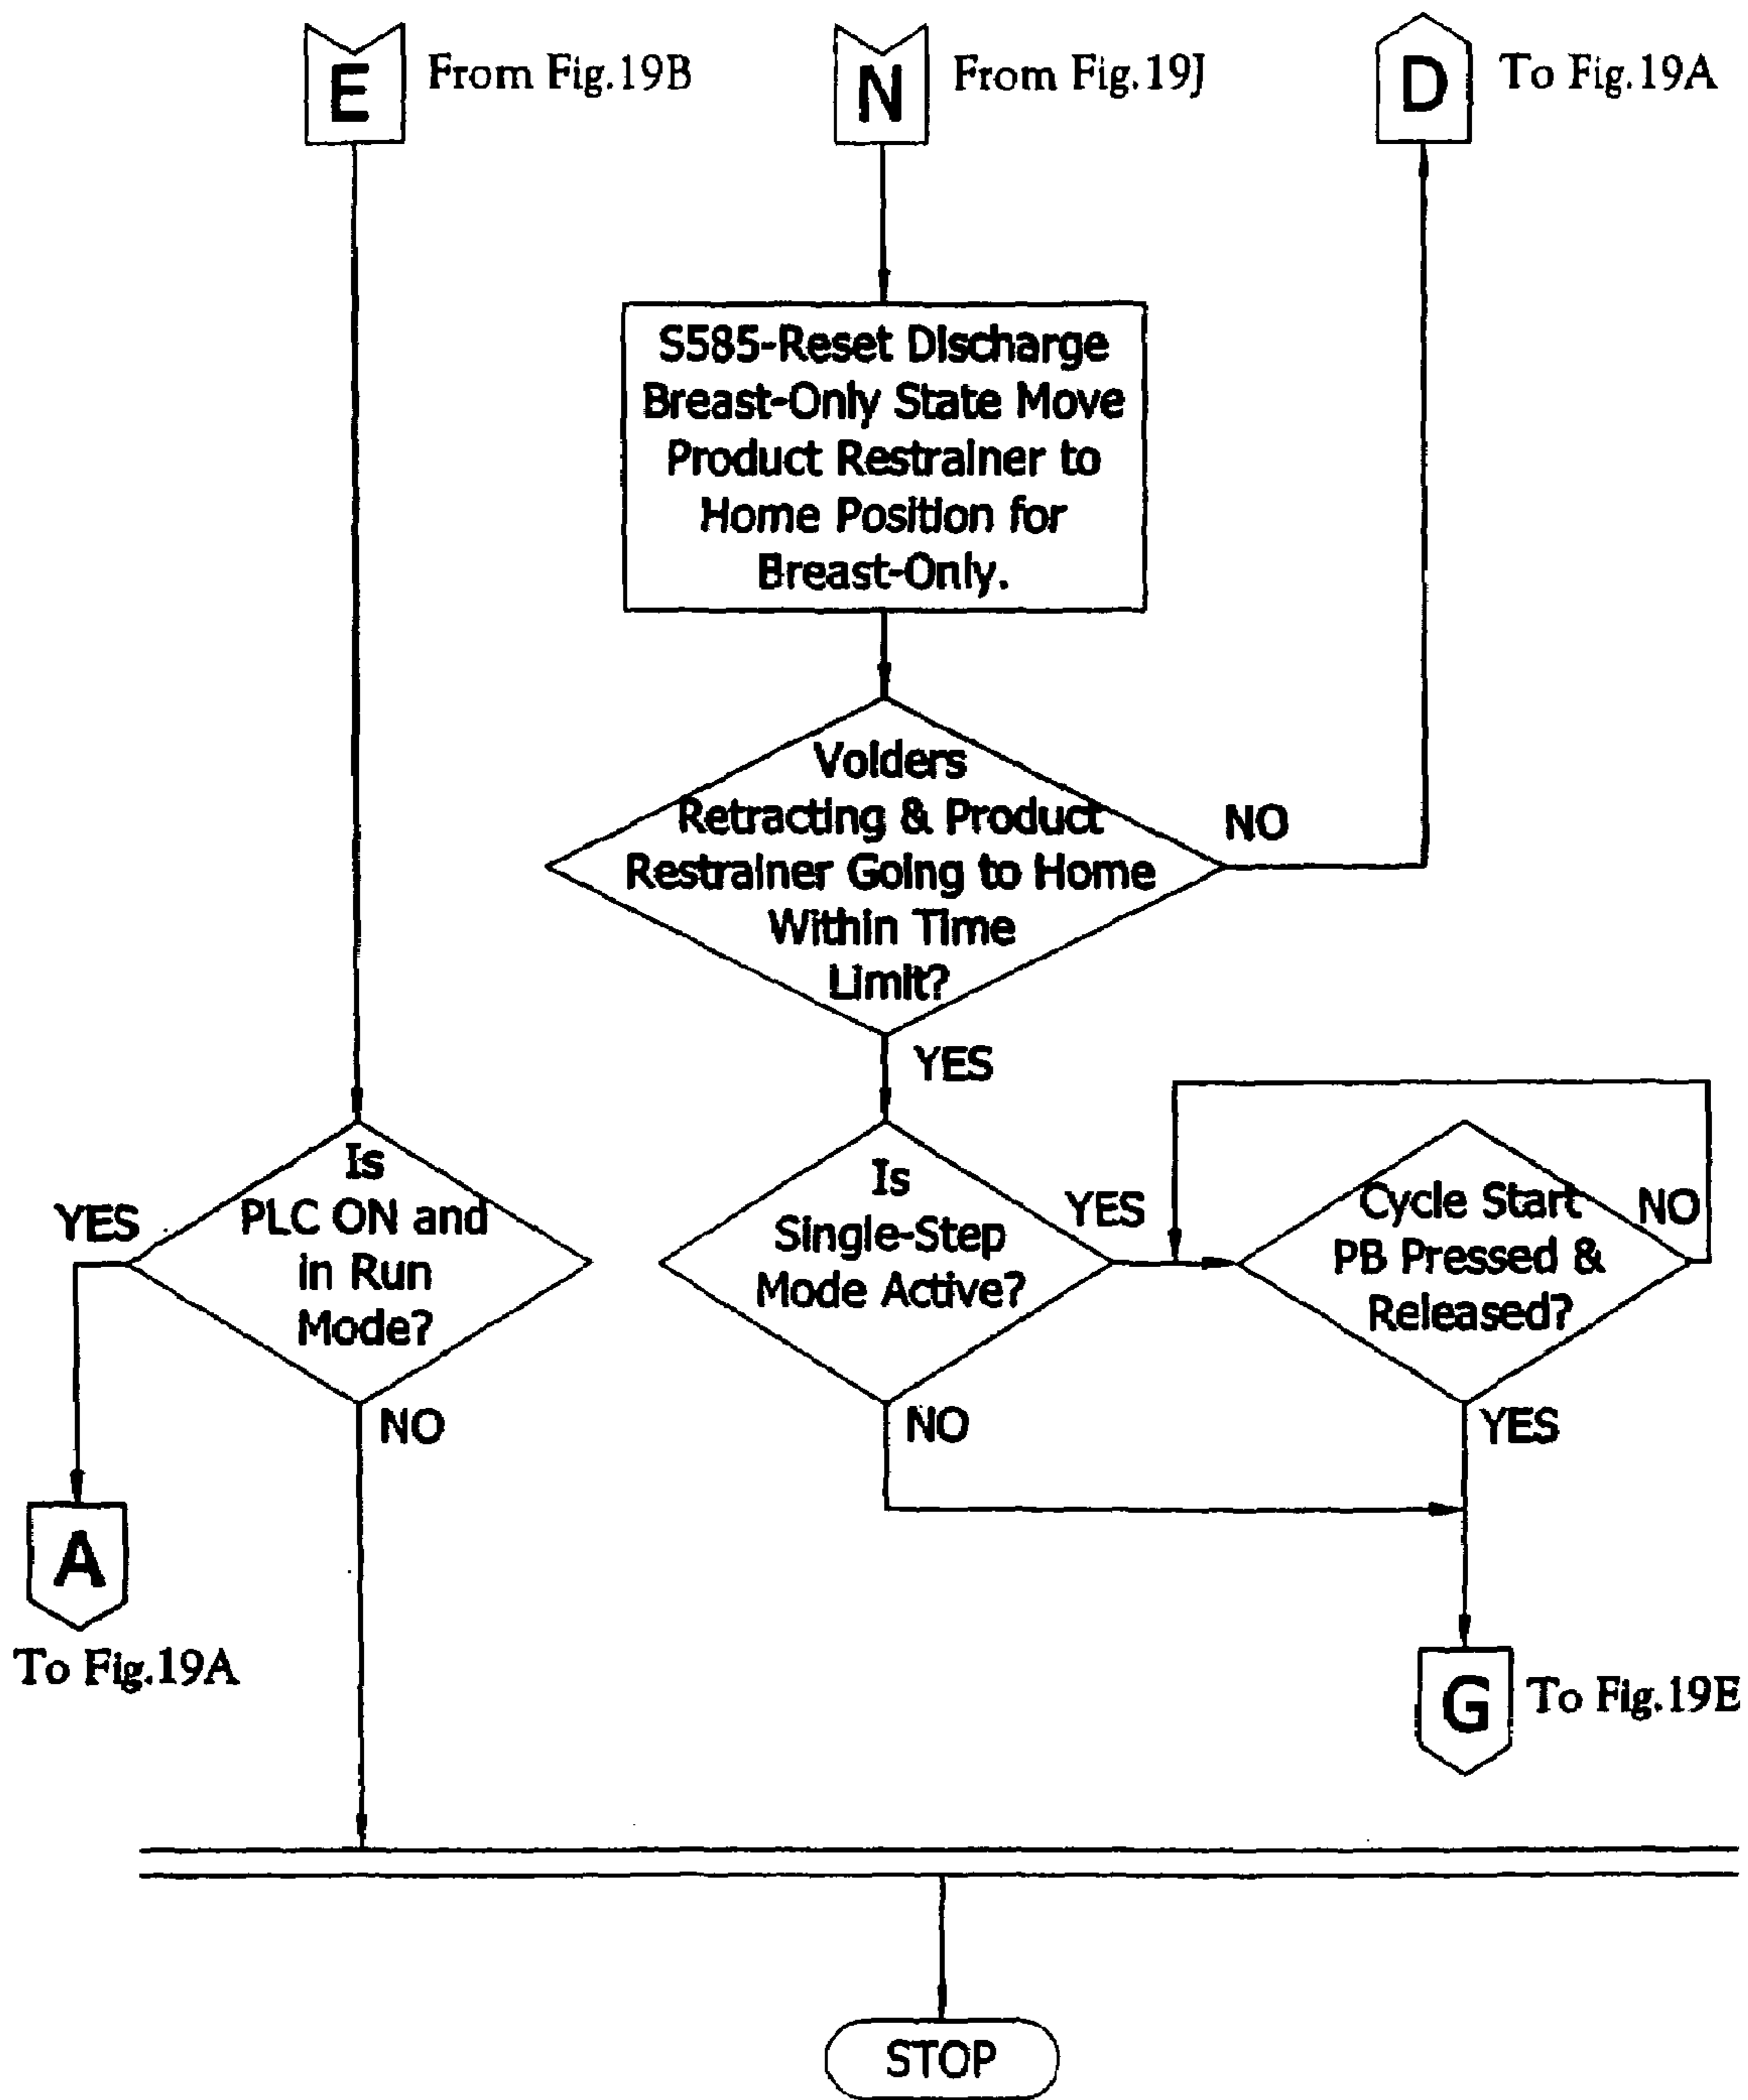 E
From Fig.19B
N
From Fig.19J
D
To Fig.19A
S585-Reset Discharge
Breast-Only State Move
Product Restrainer to
Home Position for
Breast-Only.
Volders
Retracting & Product
Restrainer Going to Home
Within Time
Limit?
NO
YES
Is
PLC ON and
in Run
Mode?
YES
NO
Is
Single-Step
Mode Active?
YES
NO
Cycle Start
PB Pressed &
Released?
NO
YES
A
To Fig.19A
G
To Fig.19E
STOP